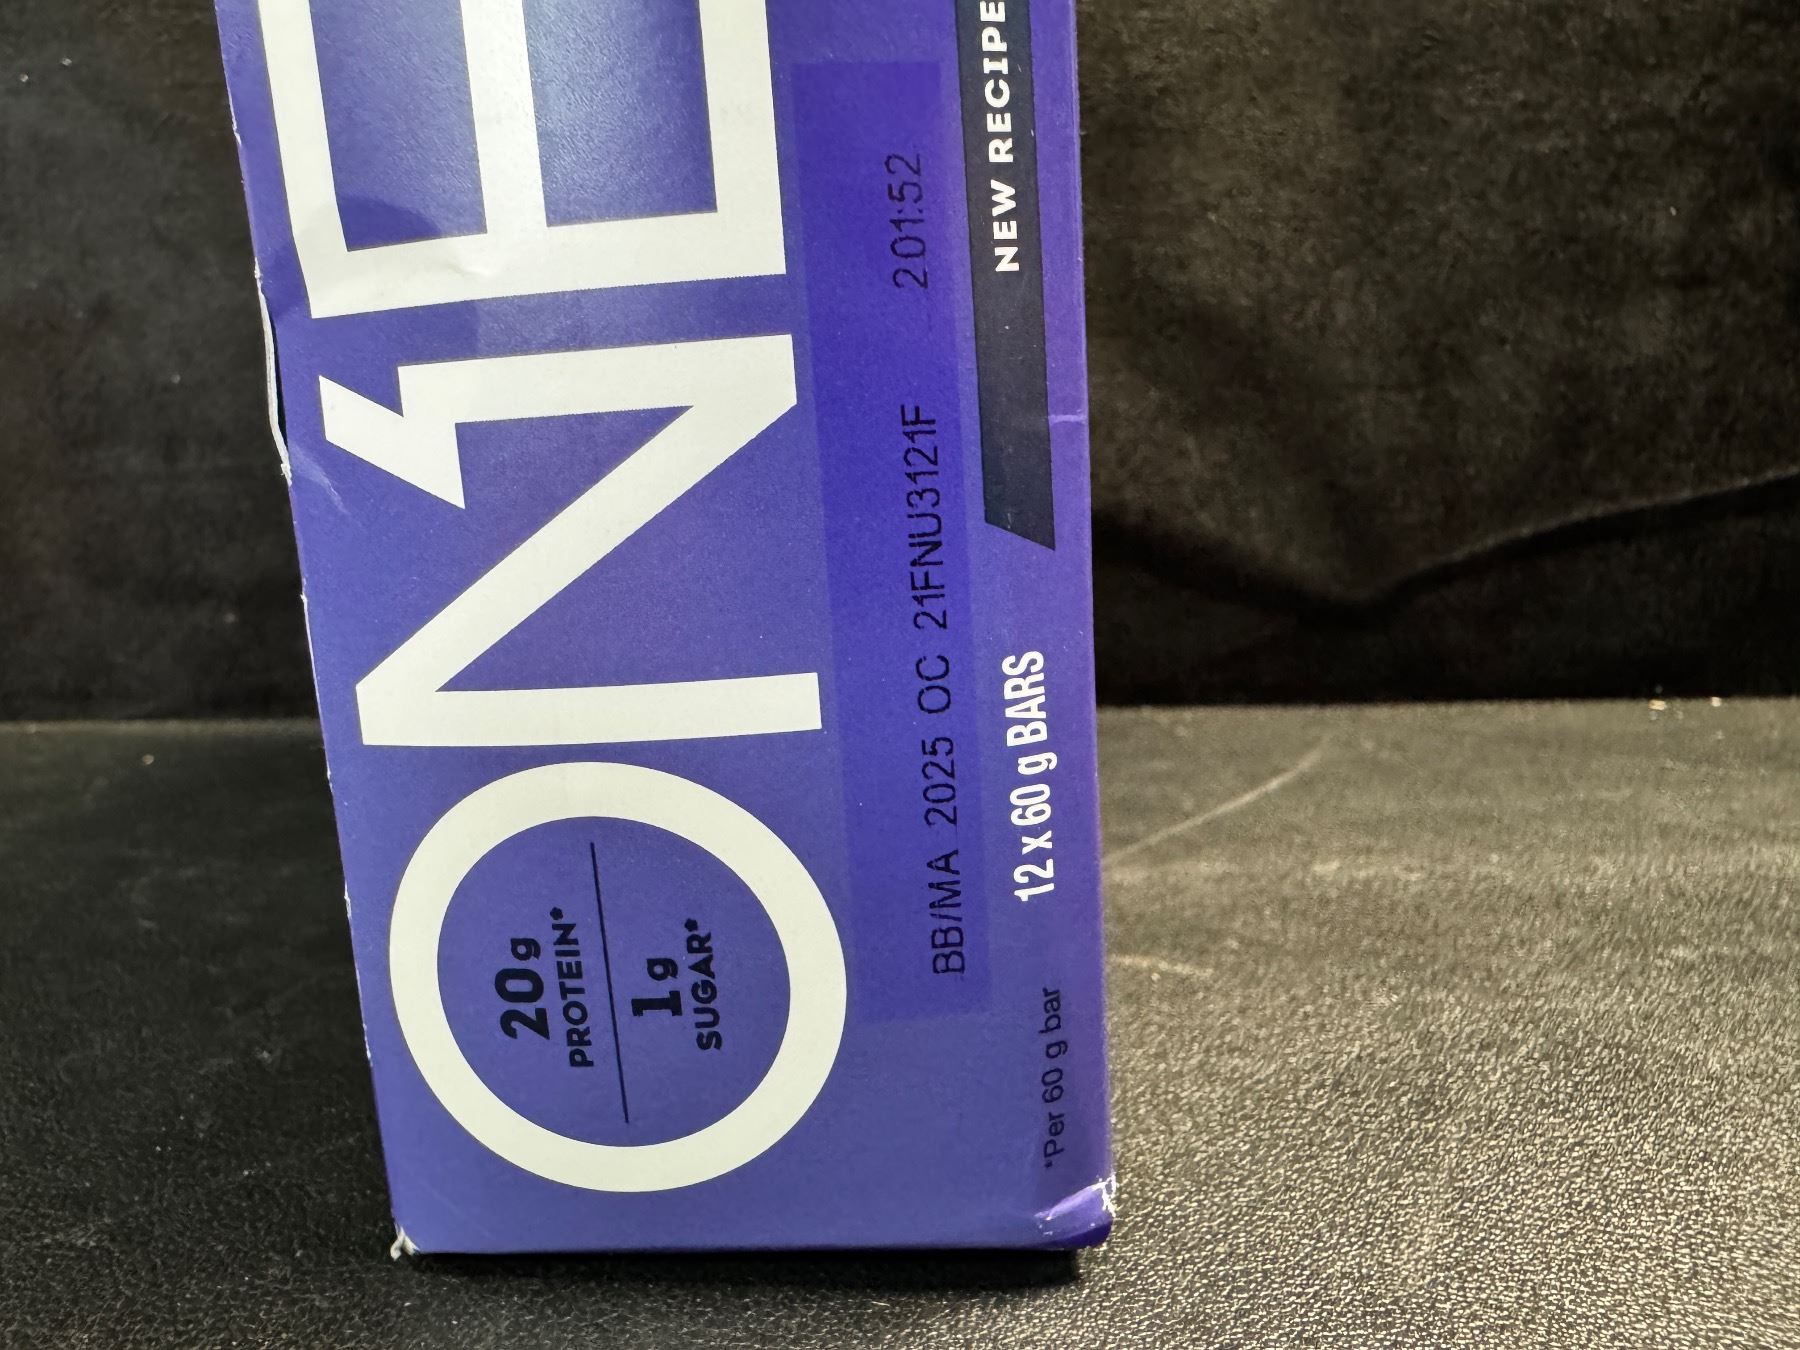 ON1E
20g
PROTEIN*
1g
SUGAR*
BB/MA 2025 OC 21FNU3121F 201:52
NEW RECIPE
12 x 60 g BARS
*Per 60 g bar